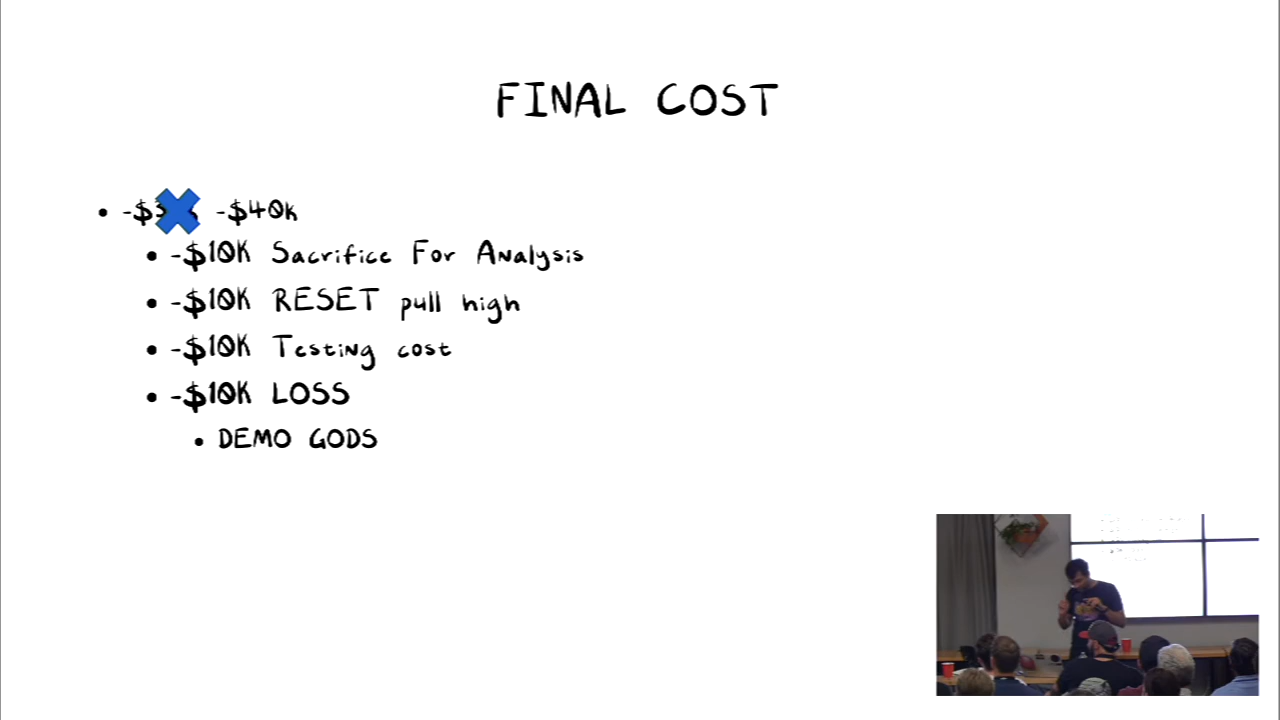 FINAL COST
-$40K
-$10K Sacrifice For Analysis
-$10K RESET pull high
-$10K Testing cost
-$10K LOSS
DEMO GODS